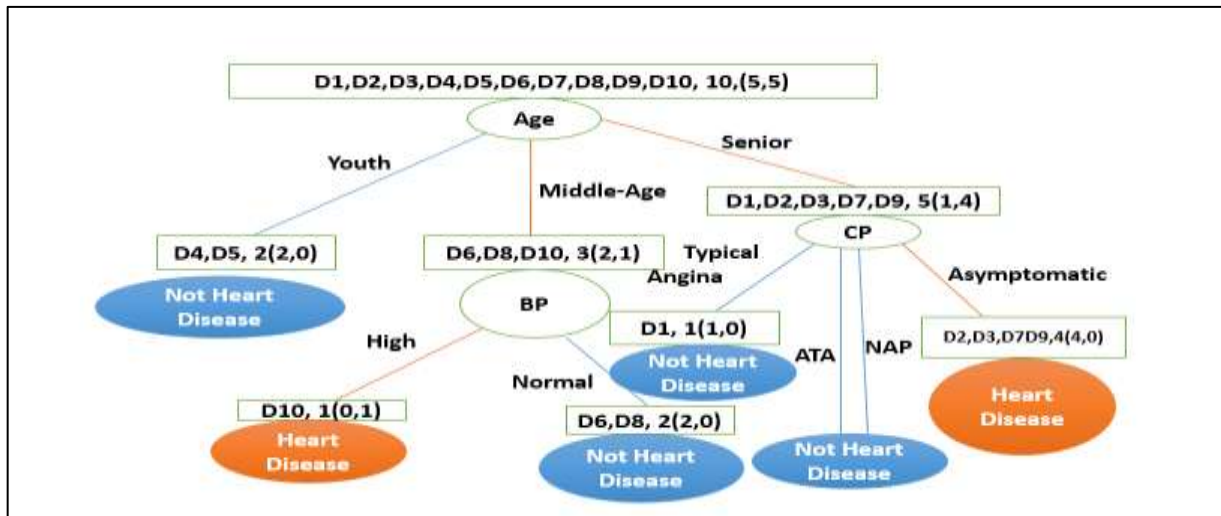 D1,D2,D3,D4,D5,D6,D7,D8,D9,D10, 10,(5,5)
Age
Youth
Middle-Age
Senior
D4,D5, 2(2,0)
Not Heart
Disease
D6,D8,D10, 3(2,1)
BP
D1,D2,D3,D7,D9, 5(1,4)
CP
Typical
Angina
Asymptomatic
ATA
NAP
High
Normal
D1, 1(1,0)
Not Heart
Disease
D2,D3,D7D9,4(4,0)
Heart
Disease
D10, 1(0,1)
Heart
Disease
D6,D8, 2(2,0)
Not Heart
Disease
Not Heart
Disease